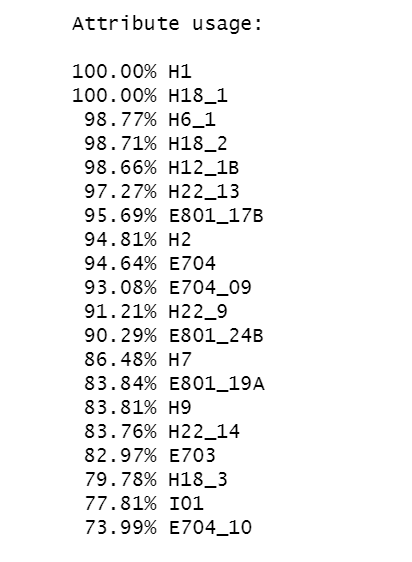 Attribute usage:
100.00% H1
100.00% H18_1
98.77% H6_1
98.71% H18_2
98.66% H12_1B
97.27% H22_13
95.69% E801_17B
94.81% H2
94.64% E704
93.08% E704_09
91.21% H22_9
90.29% E801_24B
86.48% H7
83.84% E801_19A
83.81% H9
83.76% H22_14
82.97% E703
79.78% H18_3
77.81% I01
73.99% E704_10